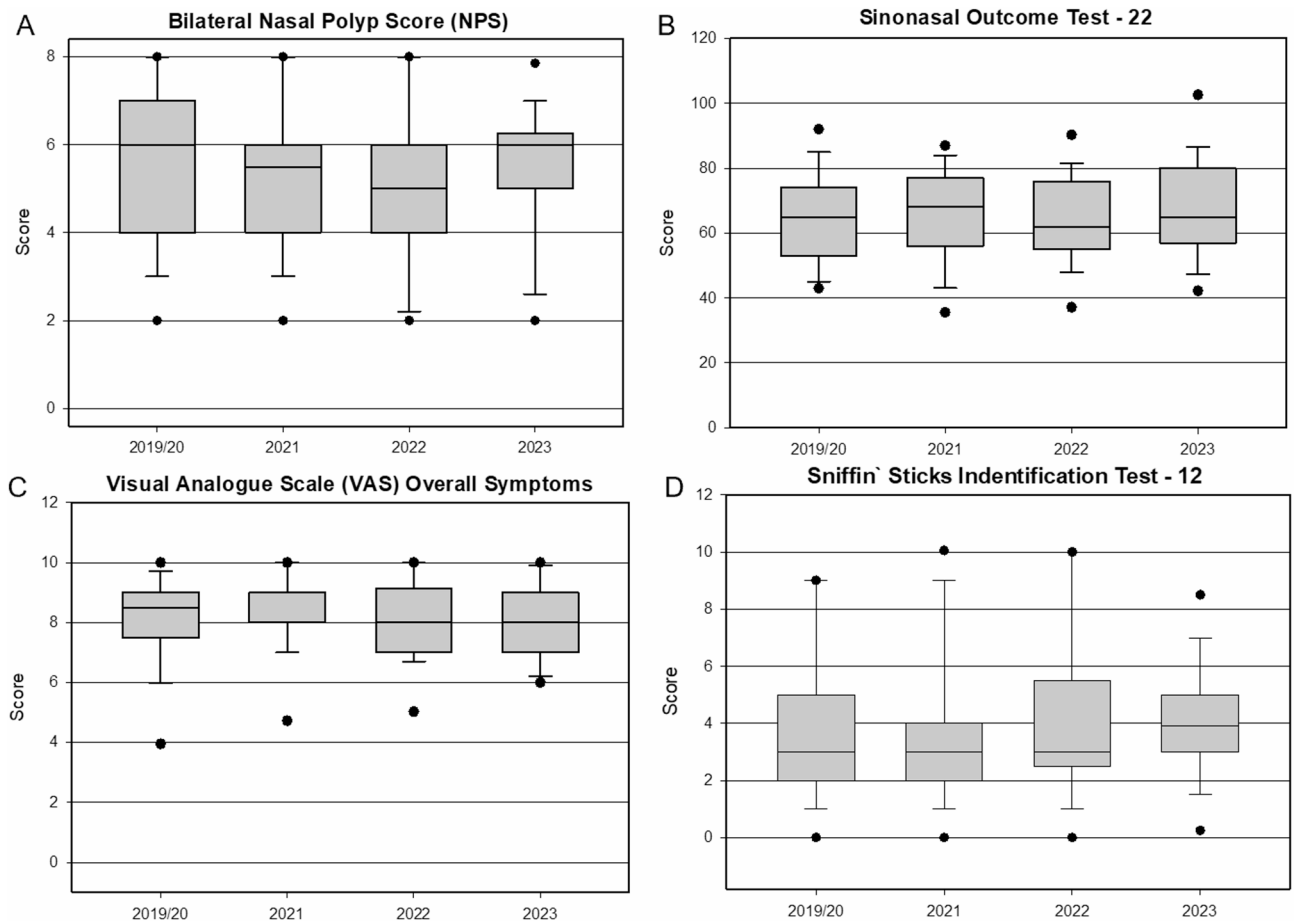 A
Bilateral Nasal Polyp Score (NPS)
8
6
4
2
0
Score
2019/20 2021 2022 2023
B
Sinonasal Outcome Test - 22
120
100
80
60
40
20
0
Score
2019/20 2021 2022 2023
C
Visual Analogue Scale (VAS) Overall Symptoms
12
10
8
6
4
2
0
Score
2019/20 2021 2022 2023
D
Sniffin` Sticks Indentification Test - 12
12
10
8
6
4
2
0
Score
2019/20 2021 2022 2023